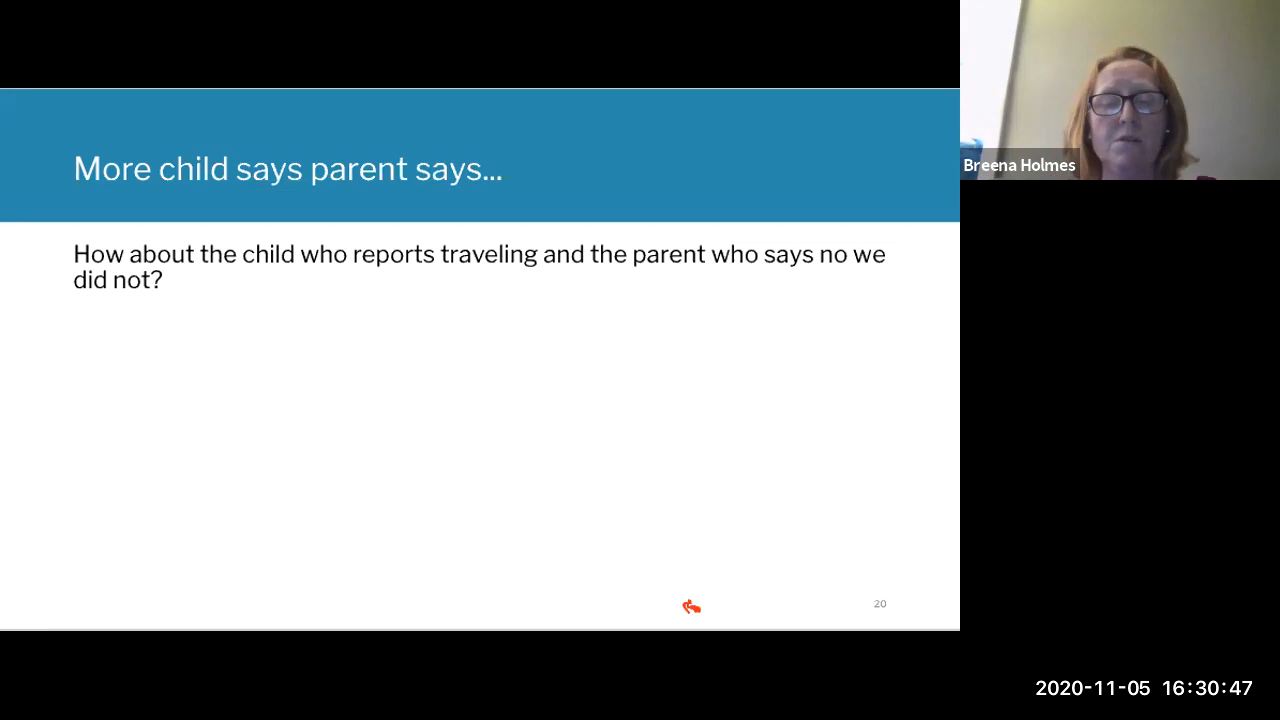 More child says parent says...
How about the child who reports traveling and the parent who says no we
did not?
20
Breena Holmes
2020-11-05 16:30:47